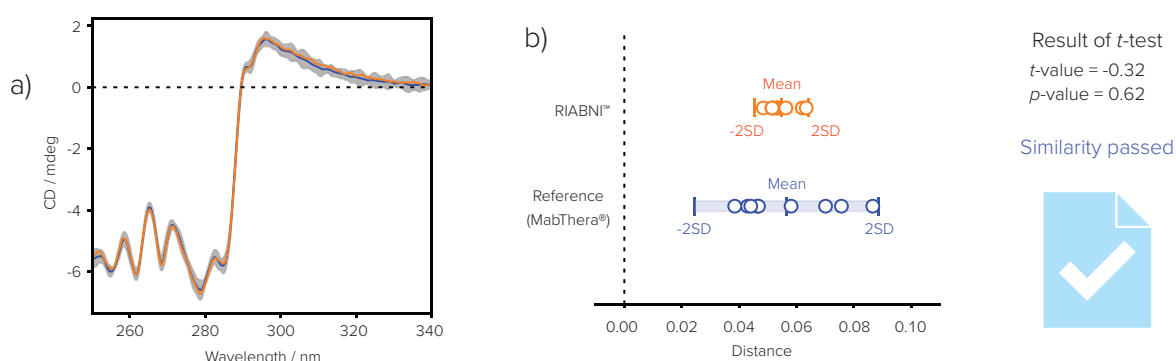 a)
2
0
-2
-4
-6
CD / mdeg
260
280
300
320
340
Wavelength / nm
b)
RIABNI™
Mean
-2SD
2SD
Reference
(MabThera®)
Mean
-2SD
2SD
0.00
0.02
0.04
0.06
0.08
0.10
Distance
Result of t-test
t-value = -0.32
p-value = 0.62
Similarity passed